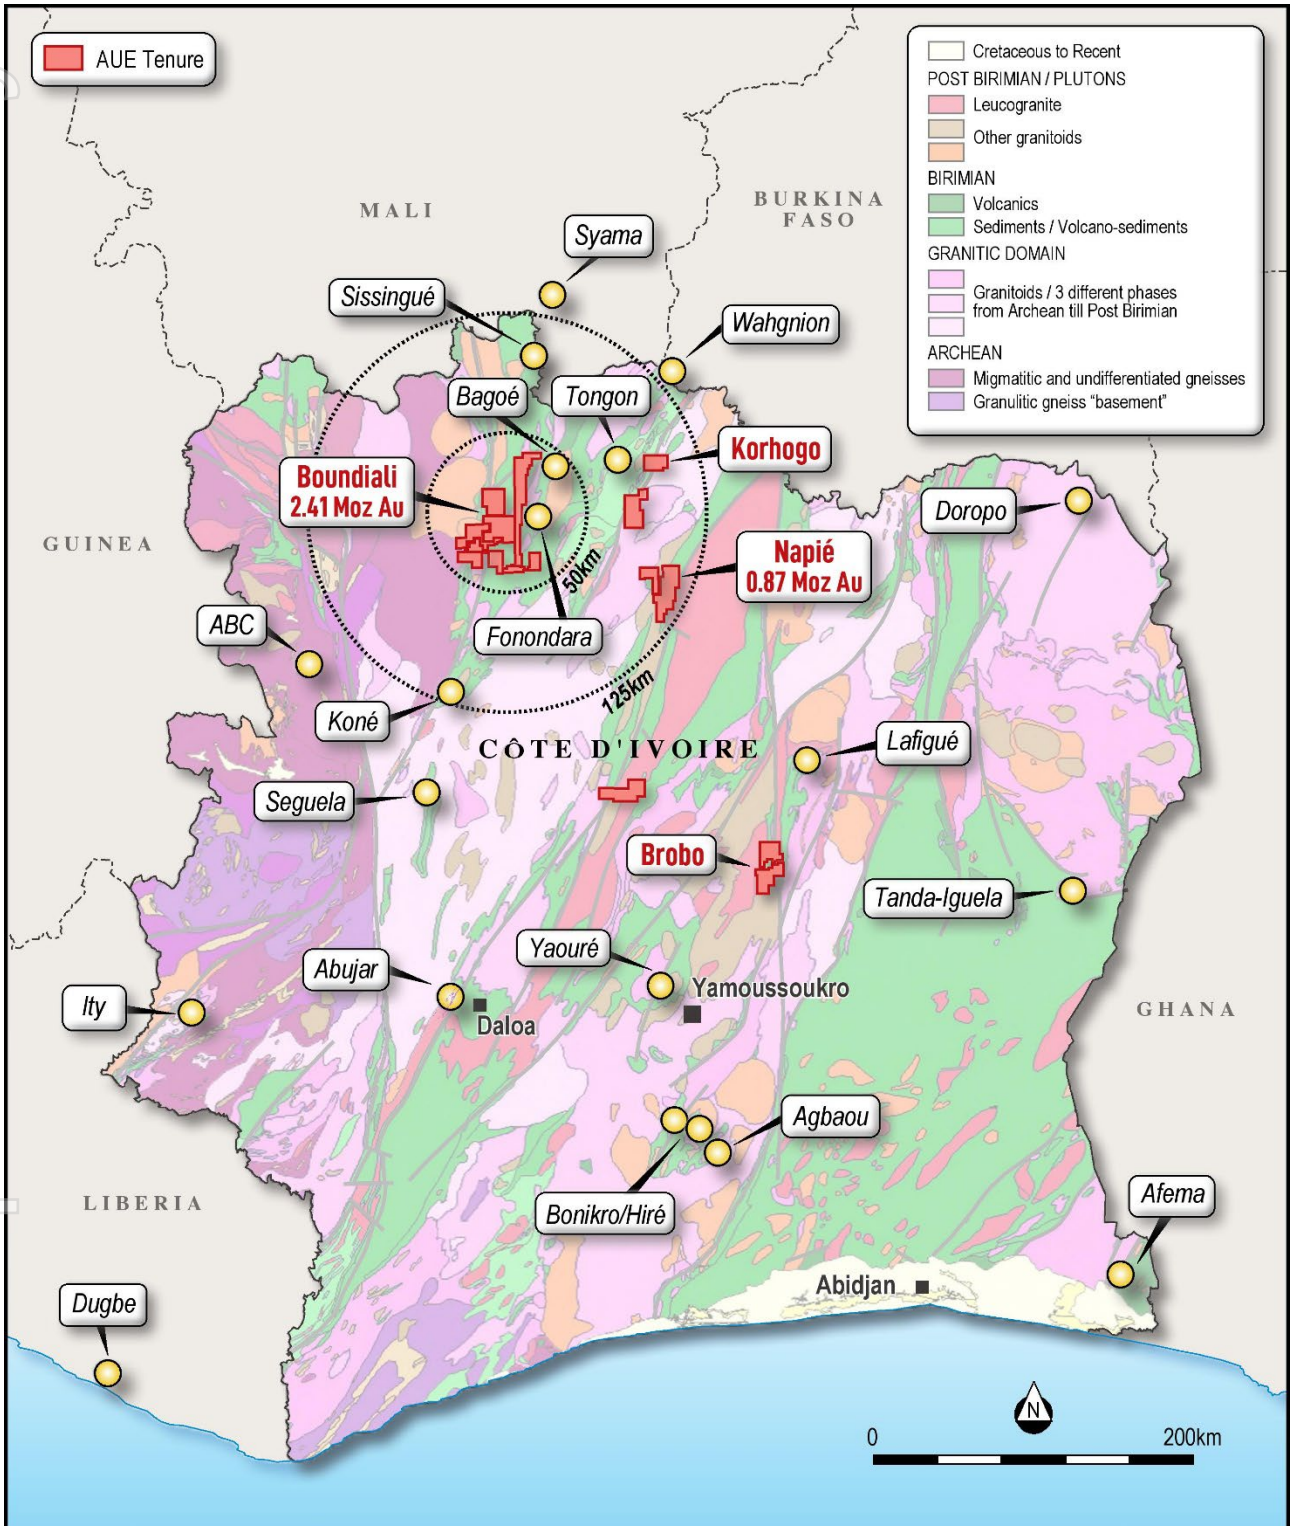 AUE Tenure
Cretaceous to Recent
POST BIRIMIAN / PLUTONS
Leucogranite
Other granitoids
BIRIMIAN
Volcanics
Sediments / Volcano-sediments
GRANITIC DOMAIN
Granitoids / 3 different phases
from Archean till Post Birimian
ARCHEAN
Migmatitic and undifferentiated gneisses
Granulitic gneiss "basement"
MALI
BURKINA
FASO
Syama
Sissingué
Wahgnion
Bagoé
Tongon
Korhogo
Boundiali
2.41 Moz Au
Doropo
GUINEA
Napié
0.87 Moz Au
50km
Fonondara
ABC
125km
Koné
CÔTE D'IVOIRE
Lafigué
Seguela
Brobo
Tanda-Iguela
Yaouré
Abujar
Yamoussoukro
Ity
Daloa
GHANA
Agbaou
Bonikro/Hiré
LIBERIA
Afema
Abidjan
Dugbe
N
0 200km